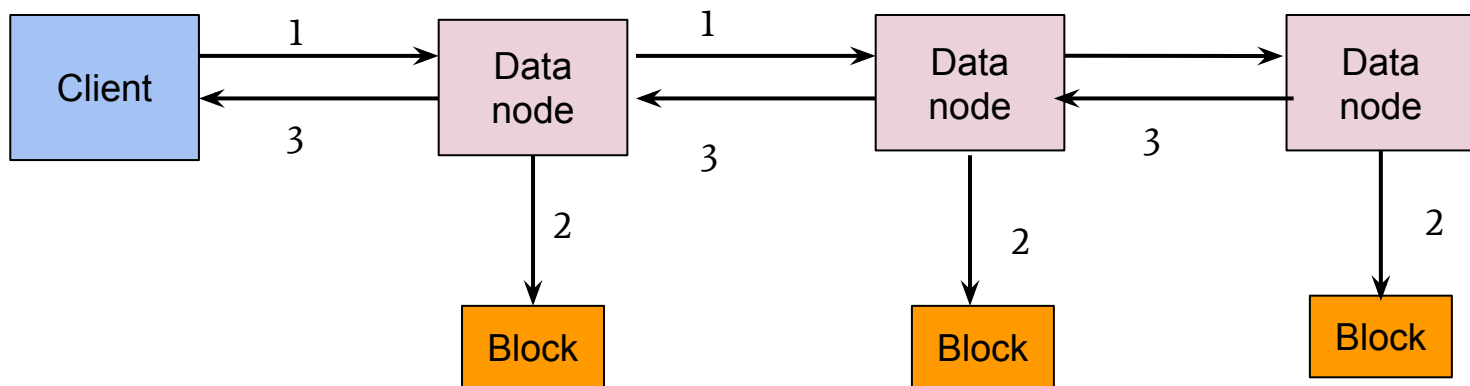 1
1
Client
Data
node
Data
node
Data
node
3
3
3
2
2
2
Block
Block
Block